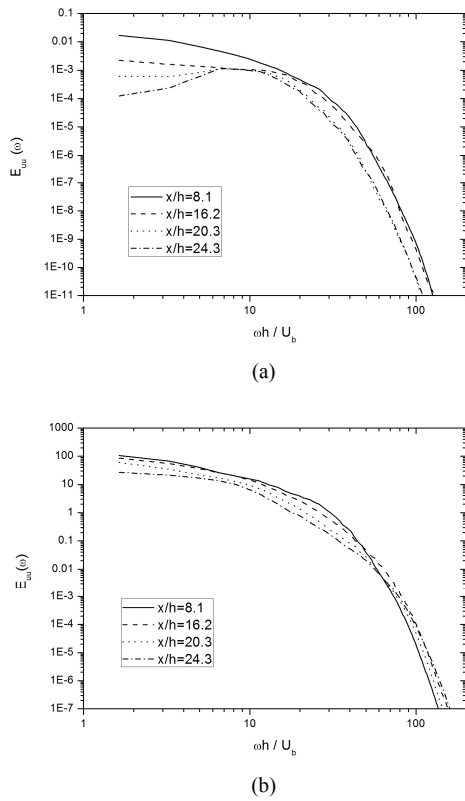 0.1
0.01
1E-3
1E-4
1E-5
1E-6
1E-7
1E-8
1E-9
1E-10
1E-11
E_uu (ω)
x/h=8.1
x/h=16.2
x/h=20.3
x/h=24.3
1 10 100
ωh / U_b
(a)
1000
100
10
1
0.1
0.01
1E-3
1E-4
1E-5
1E-6
1E-7
E_uu(ω)
x/h=8.1
x/h=16.2
x/h=20.3
x/h=24.3
1 10 100
ωh / U_b
(b)